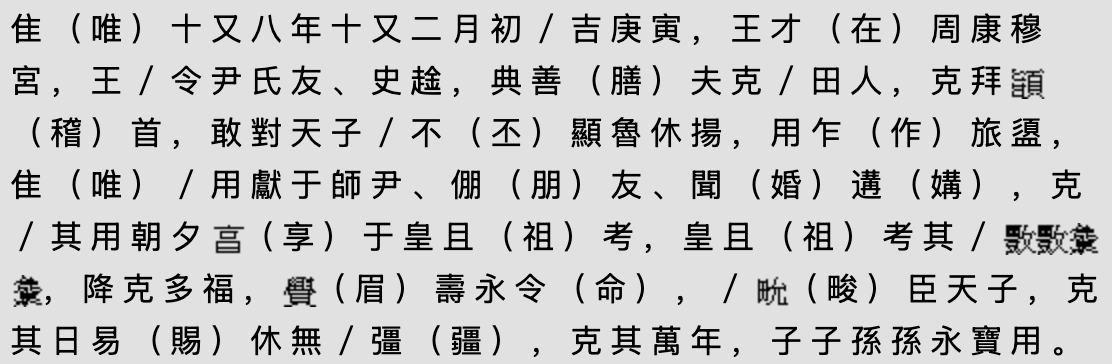 隹（唯）十又八年十又二月初/吉庚寅，王才（在）周康穆
宮，王/令尹氏友、史趛，典善（膳）夫克/田人，克拜䫌
（稽）首，敢對天子/不（丕）顯魯休揚，用乍（作）旅盨，
隹（唯）/用獻于師尹、倗（朋）友、聞（婚）遘（媾），克
/其用朝夕亯（享）于皇且（祖）考，皇且（祖）考其/數數
，降克多福，（眉）壽永令（命），/畯（畯）臣天子，克
其日易（賜）休無/彊（疆），克其萬年，子子孫孫永寶用。